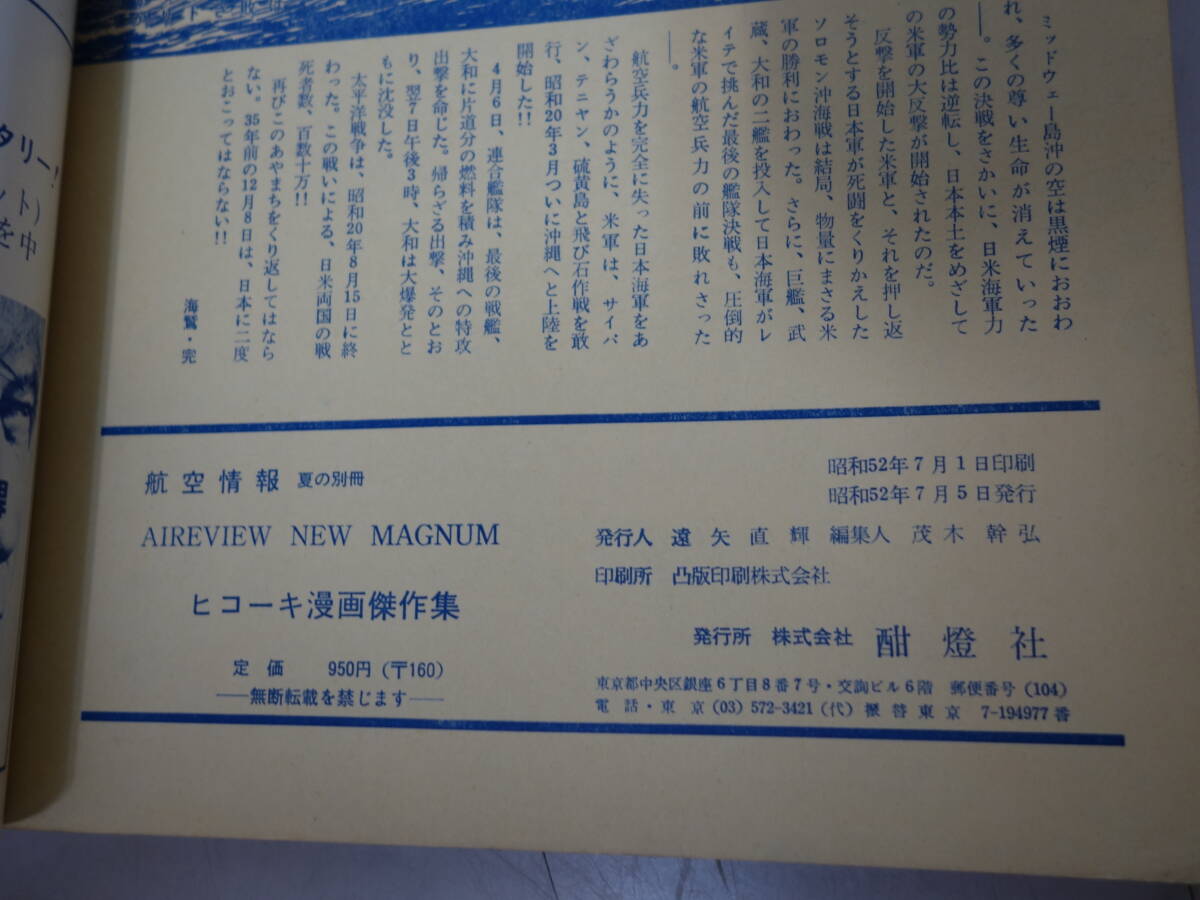 ミッドウェー島沖の空は黒煙におおわ
れ、多くの尊い生命が消えていった
――。この決戦をさかいに、日米海軍力
の勢力比は逆転し、日本本土をめざして
の米軍の大反撃が開始されたのだ。
反撃を開始した米軍と、それを押し返
そうとする日本軍が死闘をくりかえした
ソロモン沖海戦は結局、物量にまさる米
軍の勝利におわった。さらに、巨艦、武
蔵、大和の二艦を投入して日本海軍がレ
イテで挑んだ最後の艦隊決戦も、圧倒的
な米軍の航空兵力の前に敗れさった
――。
航空兵力を完全に失った日本海軍をあ
ざわらうかのように、米軍は、サイパ
ン、テニヤン、硫黄島と飛び石作戦を敢
行、昭和20年3月ついに沖縄へと上陸を
開始した!!
4月6日、連合艦隊は、最後の戦艦、
大和に片道分の燃料を積み沖縄への特攻
出撃を命じた。帰らざる出撃、そのとお
り、翌7日午後3時、大和は大爆発とと
もに沈没した。
太平洋戦争は、昭和20年8月15日に終
わった。この戦いによる、日米両国の戦
死者数、百数十万!!
再びこのあやまちをくり返してはなら
ない。35年前の12月8日は、日本に二度
とおこってはならない!!
海鷲・完
タリー!
ット)
を中
航空情報 夏の別冊
AIREVIEW NEW MAGNUM
ヒコーキ漫画傑作集
定価 950円(〒160)
――無断転載を禁じます――
昭和52年7月1日印刷
昭和52年7月5日発行
発行人 遠矢直輝 編集人 茂木幹弘
印刷所 凸版印刷株式会社
発行所 株式会社 酣燈社
東京都中央区銀座6丁目8番7号・交詢ビル6階 郵便番号(104)
電話・東京(03)572-3421(代)振替東京 7-194977番